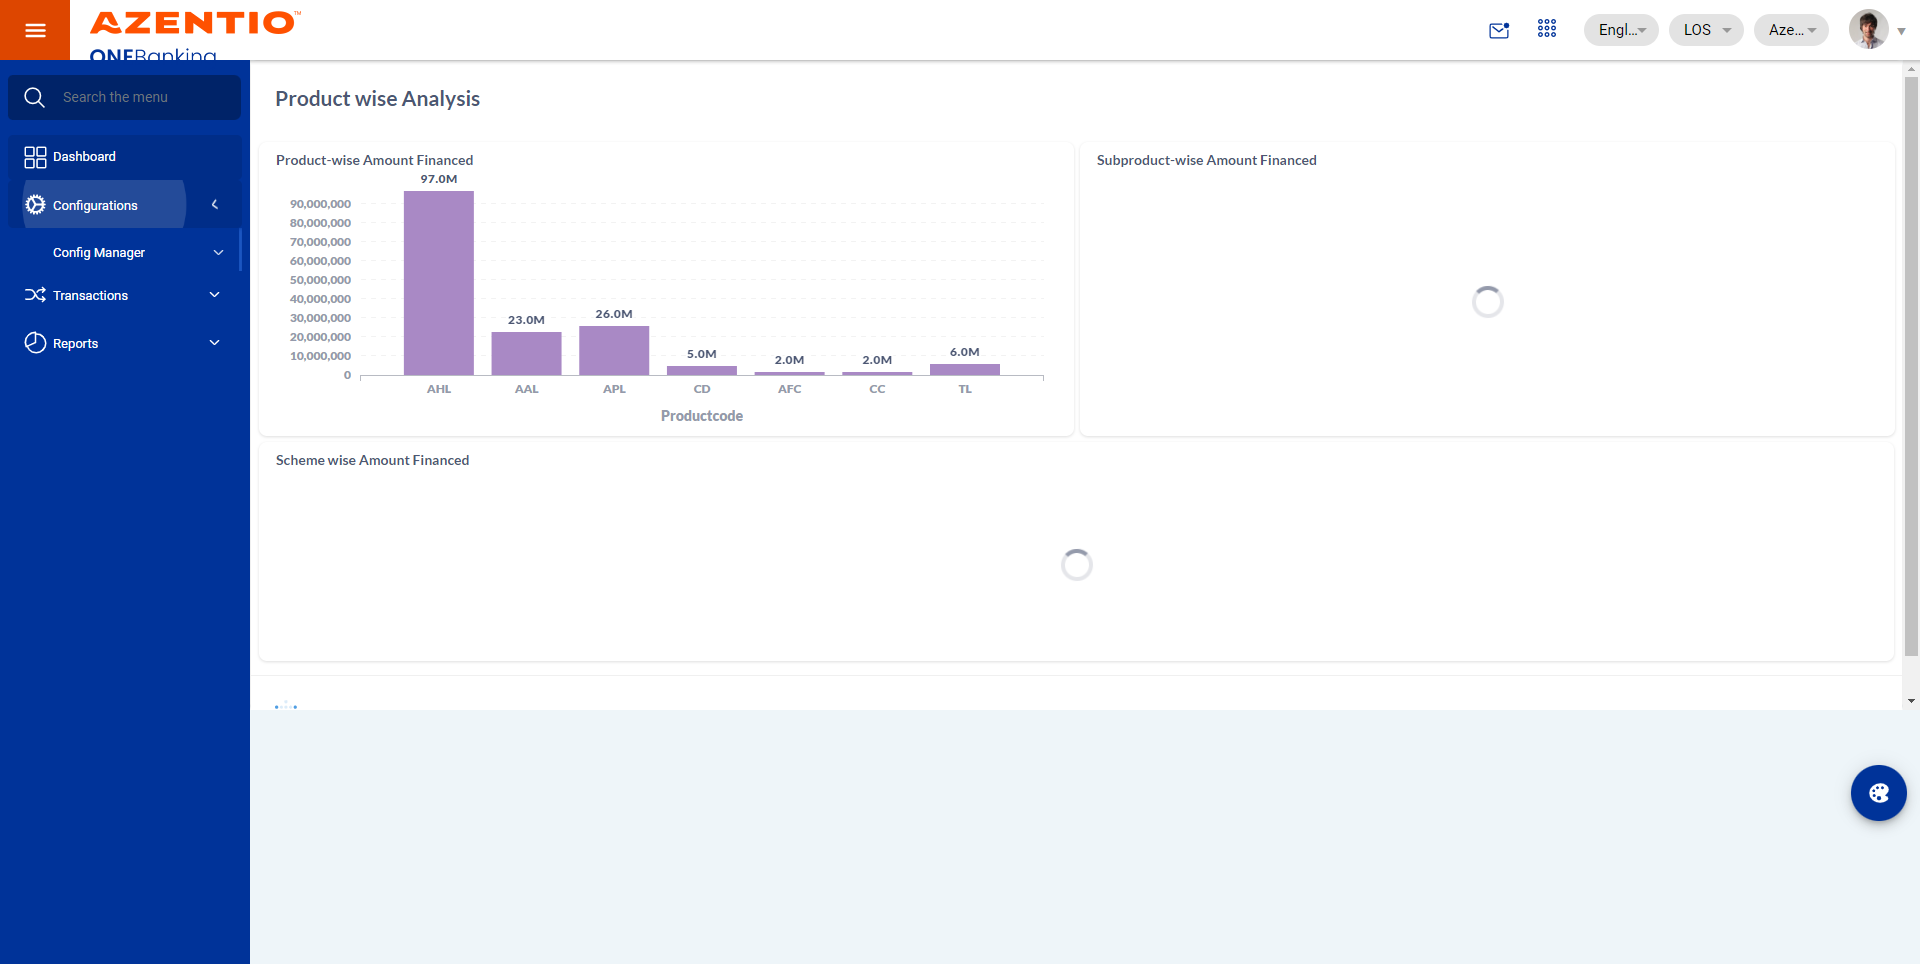 AZENTIO™
ONEBanking
Engl...
LOS
Aze...
Search the menu
Dashboard
Configurations
Config Manager
Transactions
Reports
Product wise Analysis
Product-wise Amount Financed
97.0M
90,000,000
80,000,000
70,000,000
60,000,000
50,000,000
40,000,000
30,000,000
20,000,000
10,000,000
0
23.0M
26.0M
5.0M
2.0M
2.0M
6.0M
AHL AAL APL CD AFC CC TL
Productcode
Subproduct-wise Amount Financed
Scheme wise Amount Financed